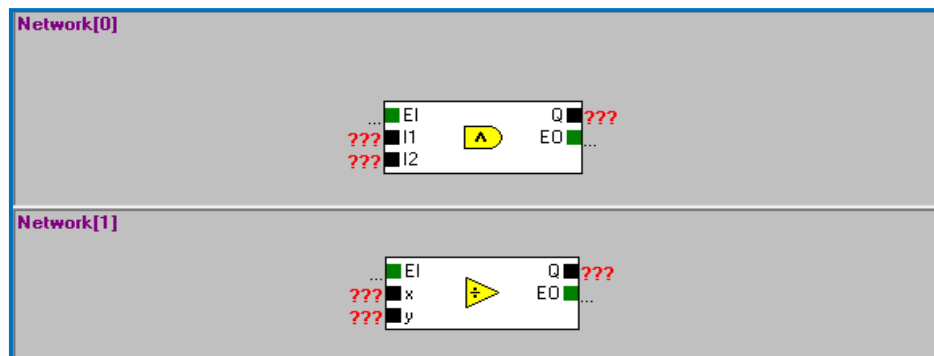 Network[0]
... EI Q ???
??? I1 ^ EO ...
??? I2
Network[1]
... EI Q ???
??? x ÷ EO ...
??? y